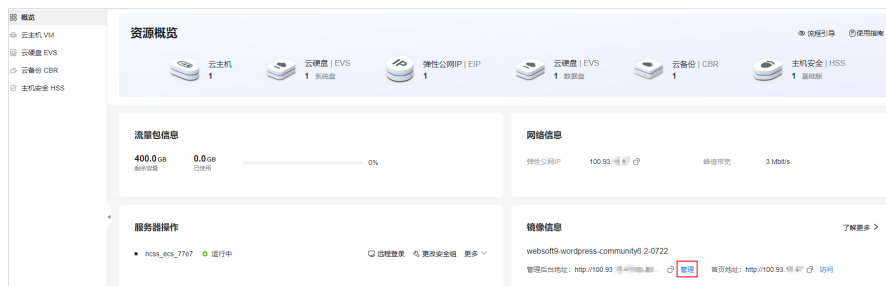 概览
云主机 VM
云硬盘 EVS
云备份 CBR
主机安全 HSS
资源概览
流程引导 使用指南
云主机
1
云硬盘 | EVS
1 系统盘
弹性公网IP | EIP
1
云硬盘 | EVS
1 数据盘
云备份 | CBR
1
主机安全 | HSS
1 基础版
流量包信息
400.0 GB 0.0 GB 0%
剩余容量 已使用
网络信息
弹性公网IP 100.93 峰值带宽 3 Mbit/s
服务器操作
hcss_ecs_77e7 运行中 远程登录 更改安全组 更多
镜像信息 了解更多 >
websoft9-wordpress-community6.2-0722
管理后台地址: http://100.93 管理 首页地址: http://100.93. 访问